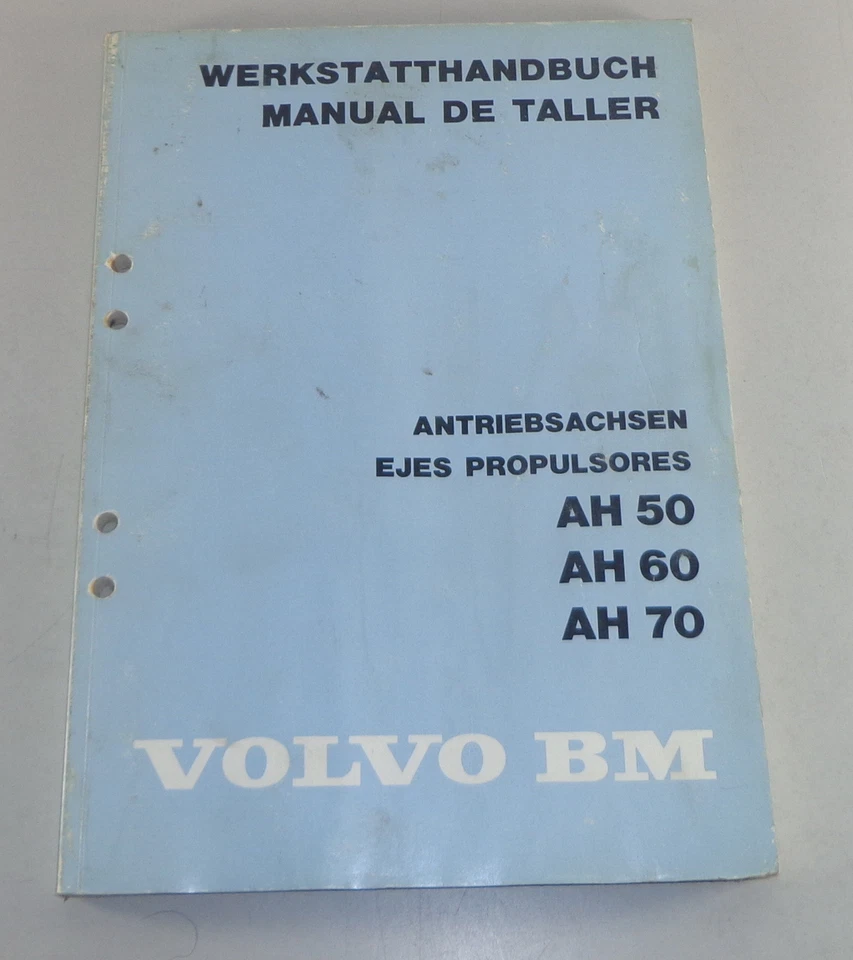 WERKSTATTHANDBUCH
MANUAL DE TALLER
ANTRIEBSACHSEN
EJES PROPULSORES
AH 50
AH 60
AH 70
VOLVO BM